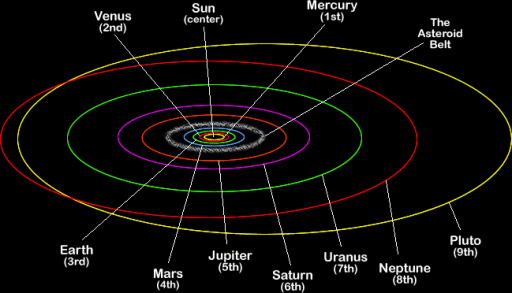 Sun
(center)
Mercury
(1st)
Venus
(2nd)
The
Asteroid
Belt
Earth
(3rd)
Mars
(4th)
Jupiter
(5th)
Saturn
(6th)
Uranus
(7th)
Neptune
(8th)
Pluto
(9th)